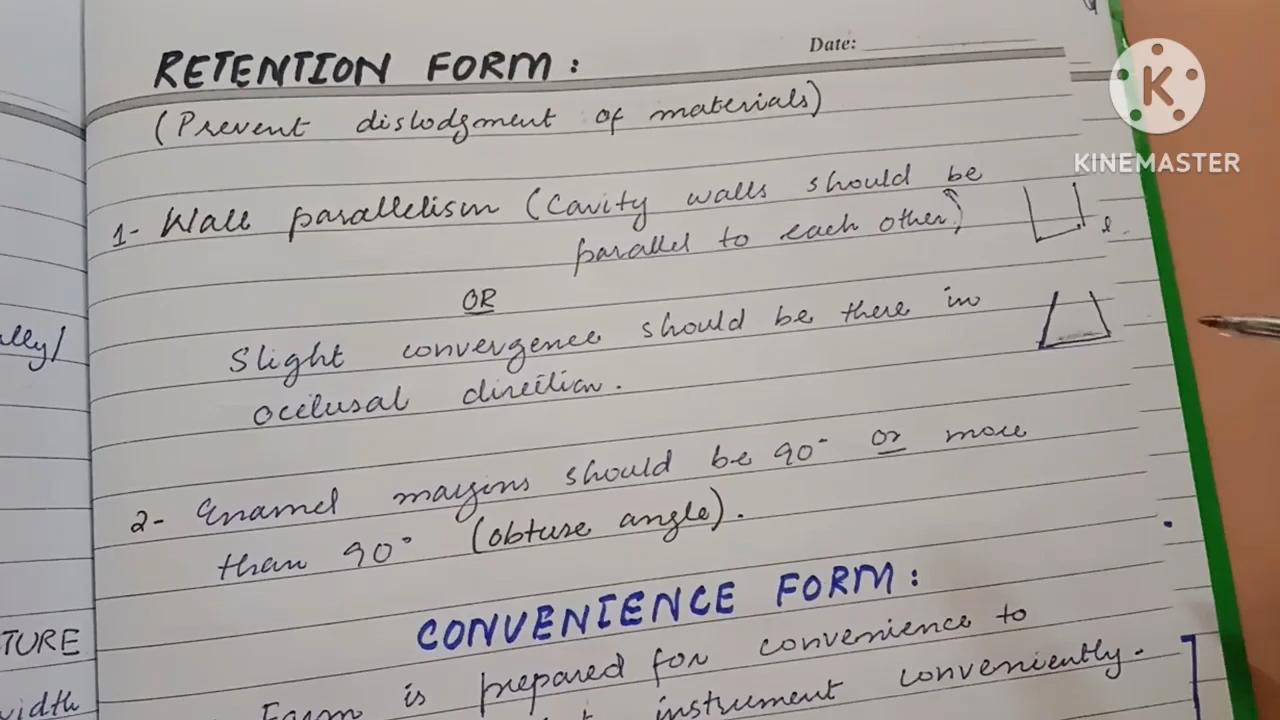 RETENTION FORM:
Date:
(Prevent dislodgment of materials)
1- Wall parallelism (Cavity walls should be
parallel to each other)
OR
Slight convergence should be there in
occlusal direction.
2- Enamel margins should be 90° or more
than 90° (obtuse angle).
CONVENIENCE FORM:
Form is prepared for convenience to
instrument conveniently.
lly/
TURE
width
K
KINEMASTER